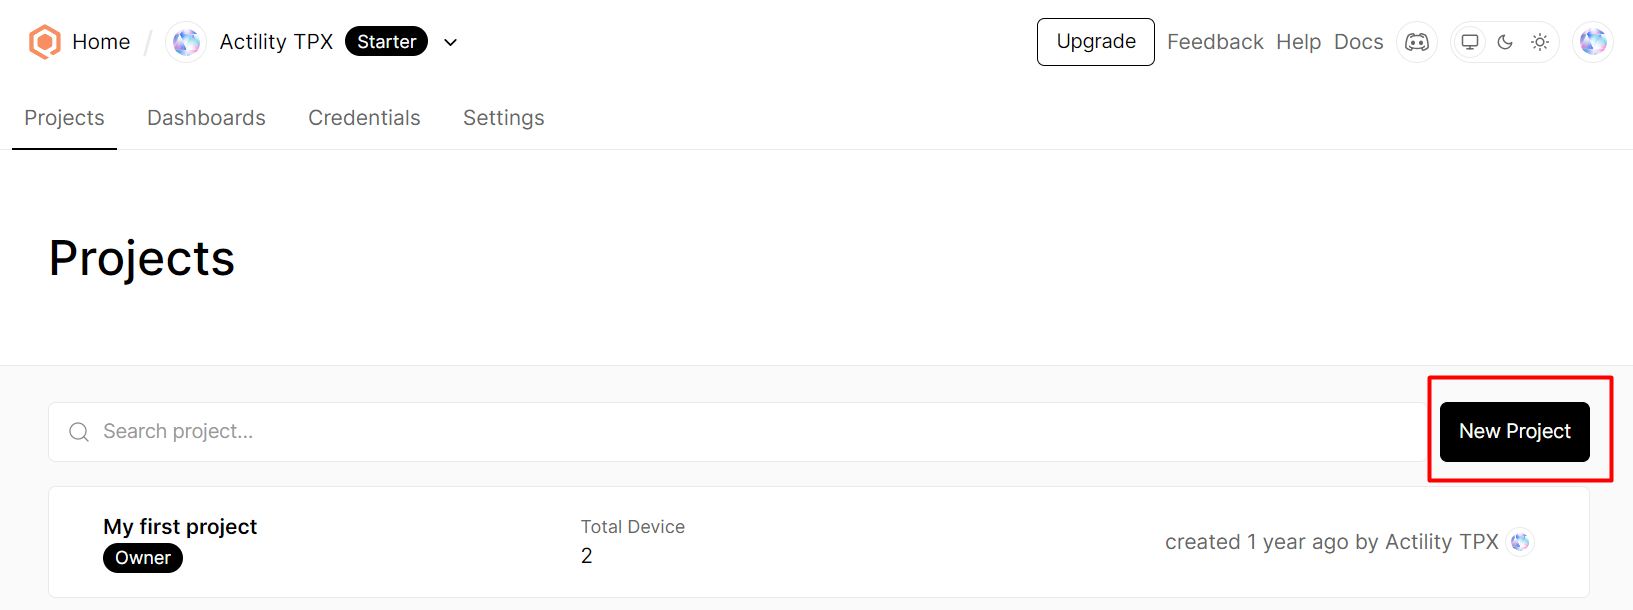 Home / Actility TPX Starter
Upgrade Feedback Help Docs
Projects Dashboards Credentials Settings
Projects
Search project...
New Project
My first project
Owner
Total Device
2
created 1 year ago by Actility TPX